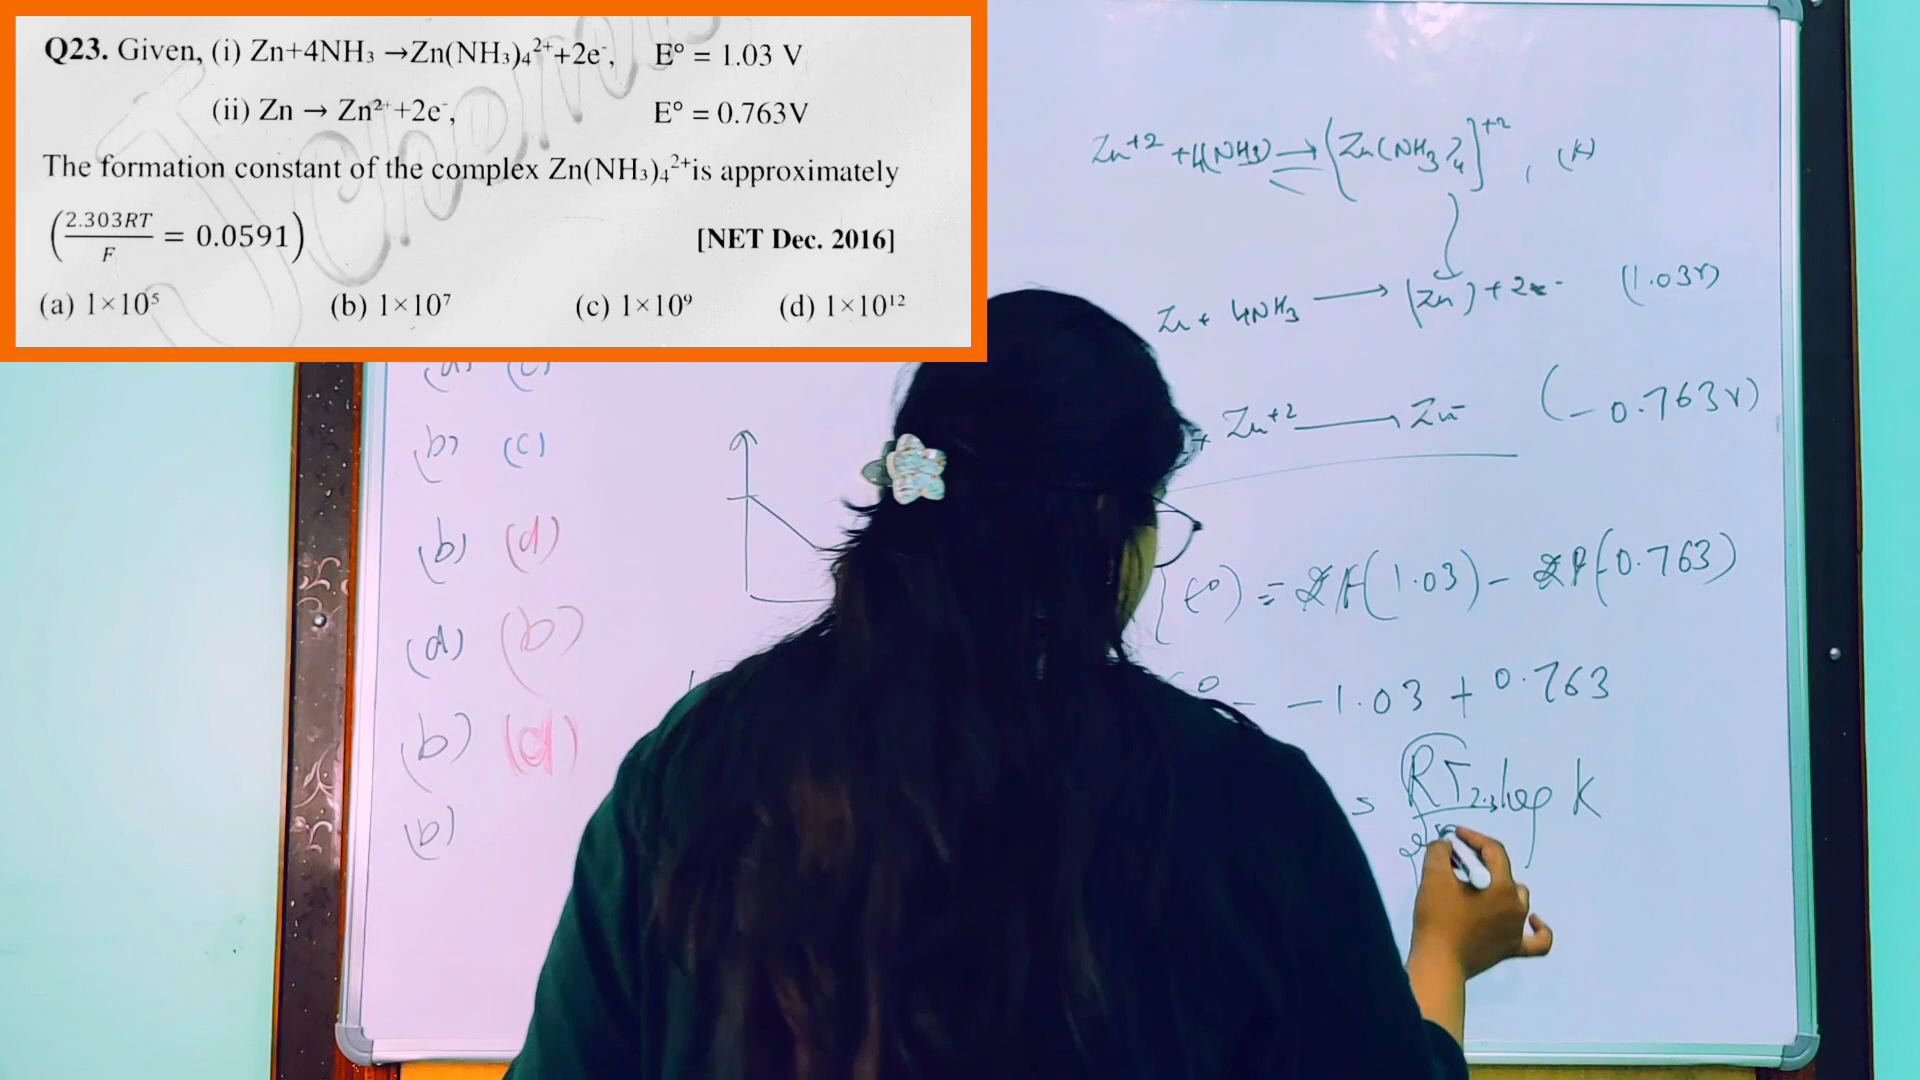 Q23. Given, (i) Zn+4NH₃ →Zn(NH₃)₄²⁺+2e⁻, E° = 1.03 V
(ii) Zn → Zn²⁺+2e⁻, E° = 0.763V
The formation constant of the complex Zn(NH₃)₄²⁺is approximately
(2.303RT/F = 0.0591) [NET Dec. 2016]
(a) 1×10⁵ (b) 1×10⁷ (c) 1×10⁹ (d) 1×10¹²
J Chemis
Zn⁺² + 4(NH3) ⇌ [Zn(NH3)4]⁺², (K)
Zn + 4NH3 → (Zn) + 2e⁻ (1.03V)
+ Zn⁺² → Zn (-0.763V)
(E°) = 2F(1.03) - 2F(0.763)
- 1.03 + 0.763
= RT 2.3 log K
(a) (c)
(b) (c)
(b) (d)
(d) (b)
(b) (d)
(b)